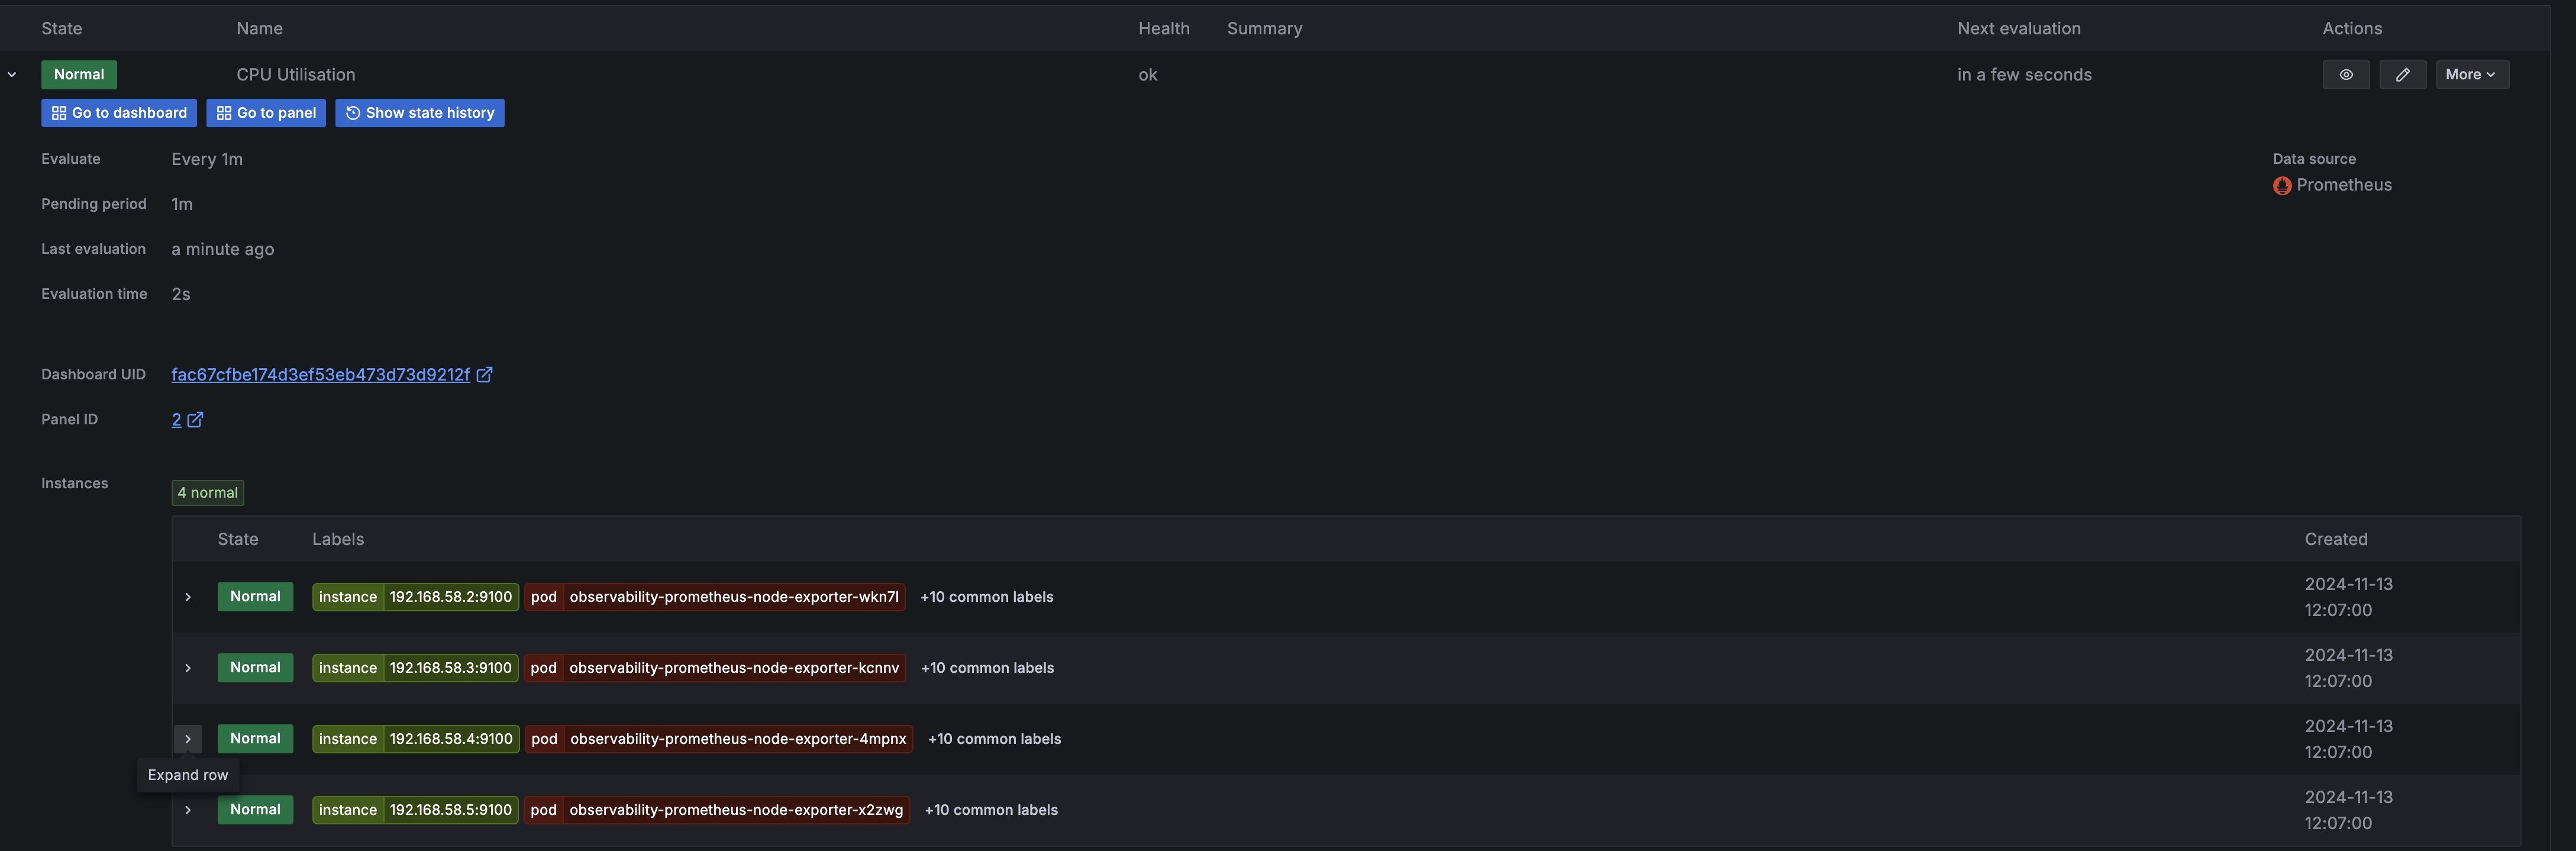 State Name Health Summary Next evaluation Actions
Normal CPU Utilisation ok in a few seconds More
Go to dashboard Go to panel Show state history
Evaluate Every 1m Data source
Prometheus
Pending period 1m
Last evaluation a minute ago
Evaluation time 2s
Dashboard UID fac67cfbe174d3ef53eb473d73d9212f
Panel ID 2
Instances 4 normal
State Labels Created
Normal instance 192.168.58.2:9100 pod observability-prometheus-node-exporter-wkn7l +10 common labels 2024-11-13
12:07:00
Normal instance 192.168.58.3:9100 pod observability-prometheus-node-exporter-kcnnv +10 common labels 2024-11-13
12:07:00
Normal instance 192.168.58.4:9100 pod observability-prometheus-node-exporter-4mpnx +10 common labels 2024-11-13
12:07:00
Expand row
Normal instance 192.168.58.5:9100 pod observability-prometheus-node-exporter-x2zwg +10 common labels 2024-11-13
12:07:00